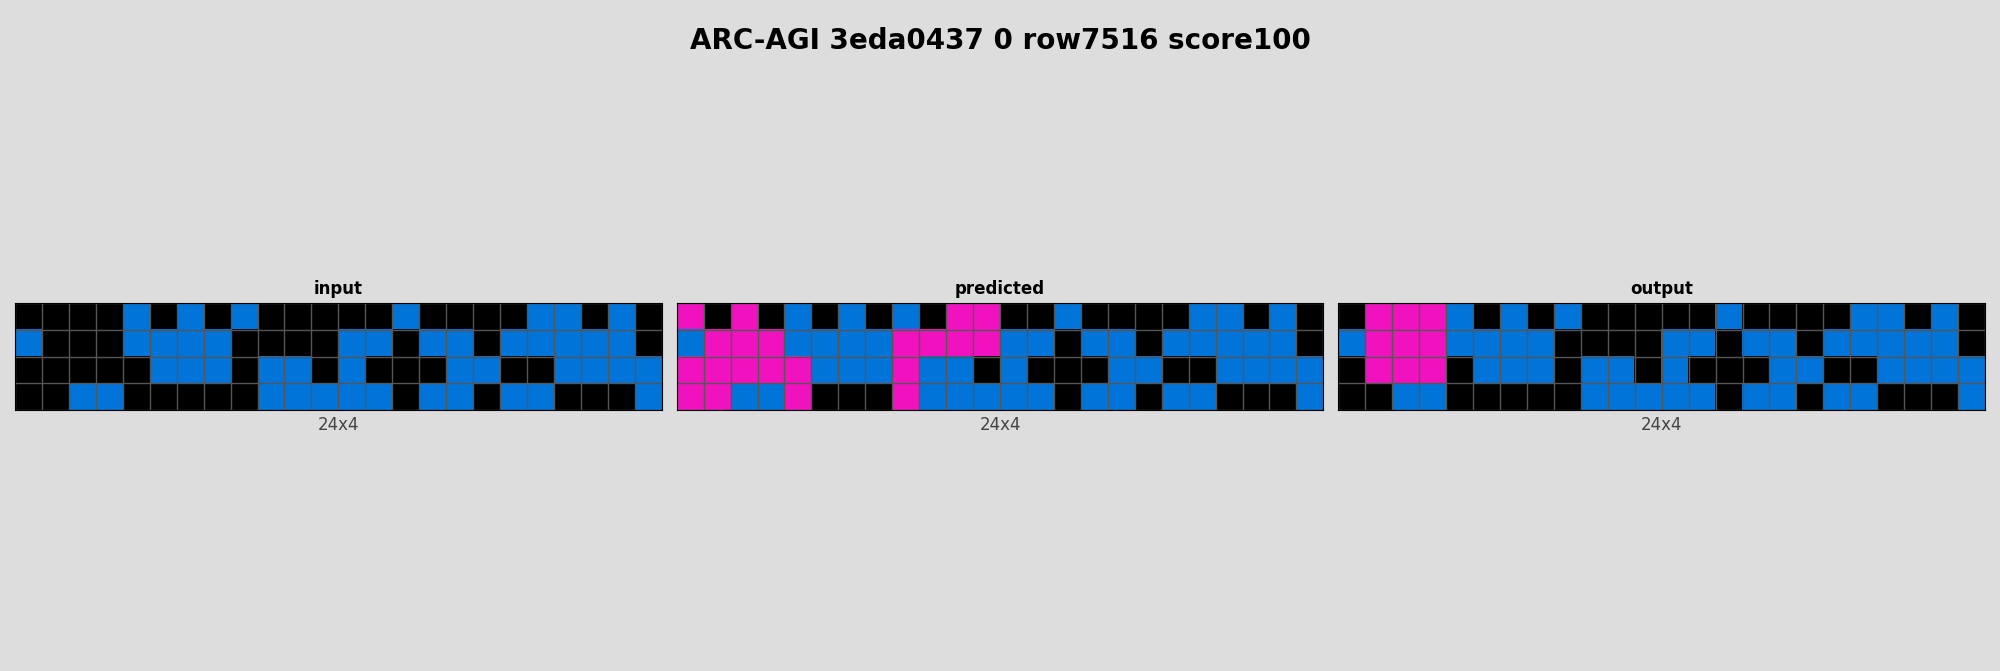 ARC-AGI 3eda0437 0 row7516 score100
input
predicted
output
24x4
24x4
24x4